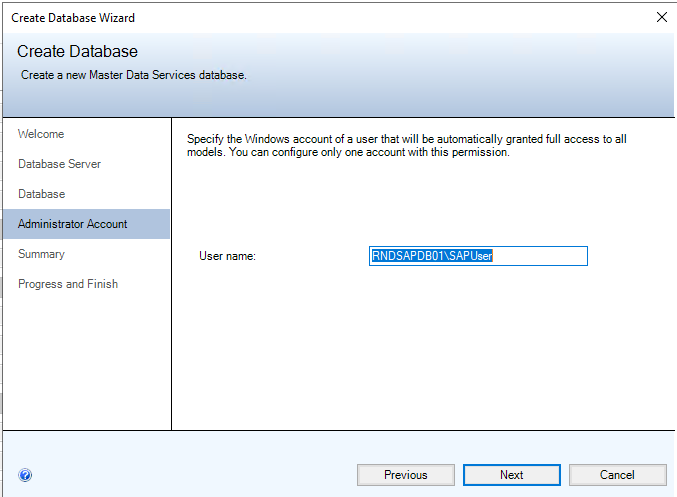 Create Database Wizard
Create Database
Create a new Master Data Services database.
Welcome
Database Server
Database
Administrator Account
Summary
Progress and Finish
Specify the Windows account of a user that will be automatically granted full access to all
models. You can configure only one account with this permission.
User name:
RNDSAPDB01\SAPUser
?
Previous
Next
Cancel